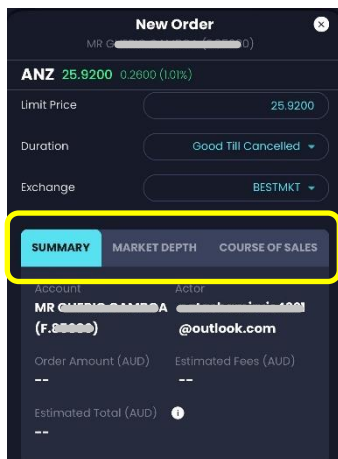 New Order
MR G
0)
ANZ 25.9200 0.2600 (1.01%)
Limit Price 25.9200
Duration Good Till Cancelled
Exchange BESTMKT
SUMMARY MARKET DEPTH COURSE OF SALES
Account Actor
MR
(F. ) @outlook.com
Order Amount (AUD) Estimated Fees (AUD)
-- --
Estimated Total (AUD) i
--